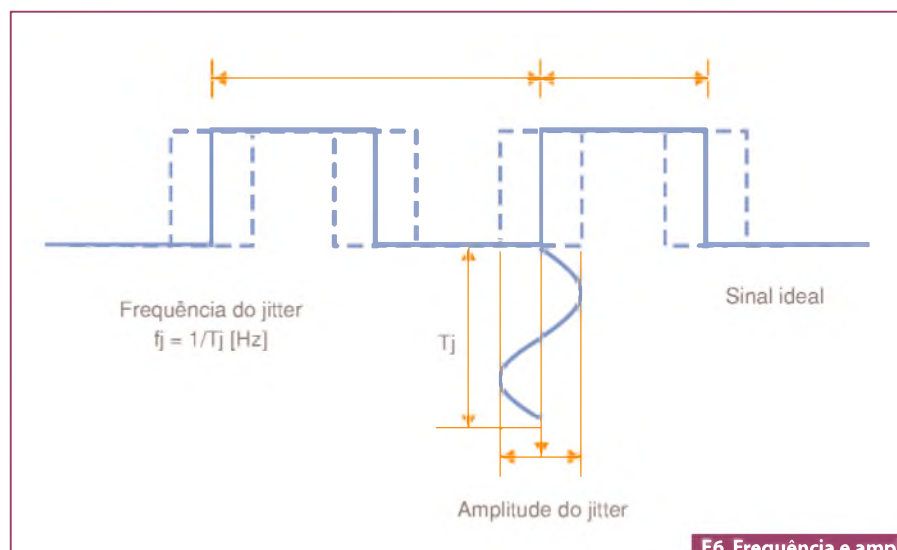 Frequência do jitter
fj = 1/Tj [Hz]
Tj
Sinal ideal
Amplitude do jitter
F6. Frequência e amp